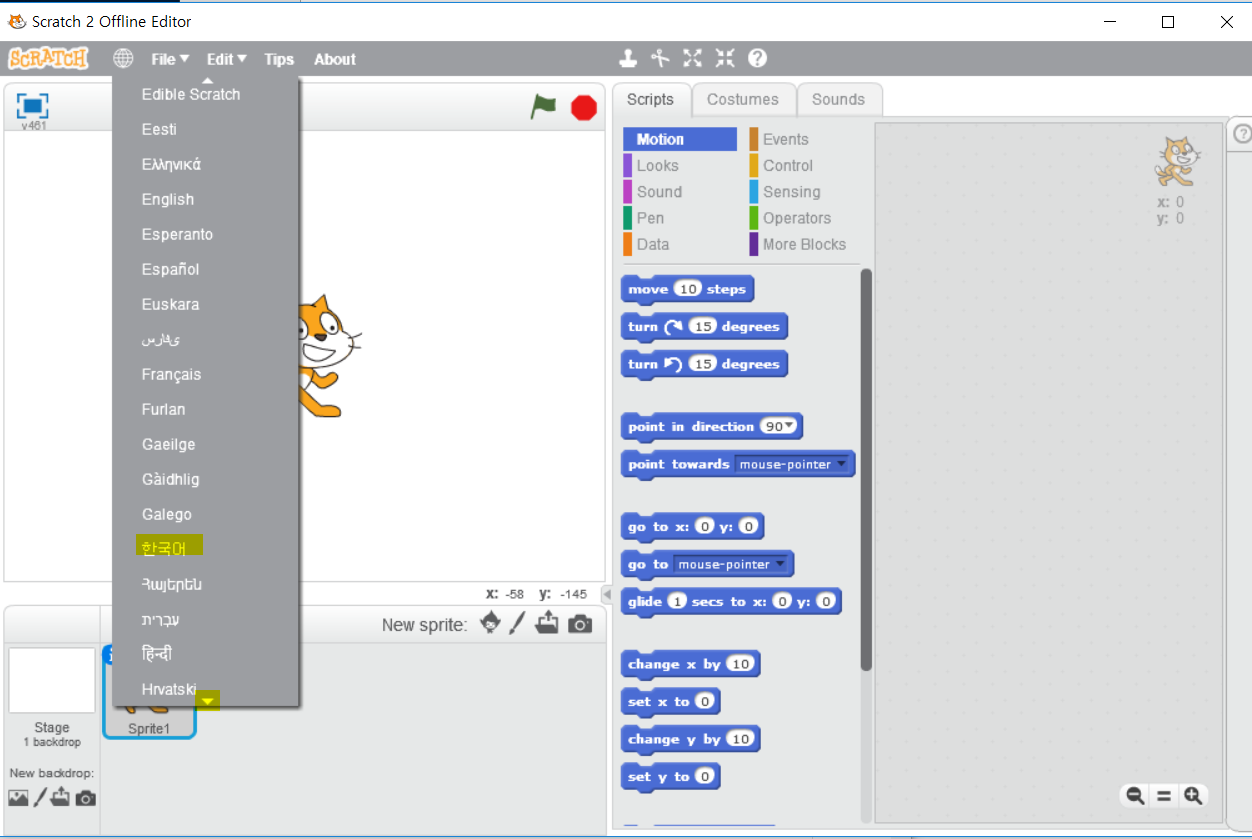 Scratch 2 Offline Editor
SCRATCH
File Edit Tips About
v461
Edible Scratch
Eesti
Ελληνικά
English
Esperanto
Español
Euskara
یفارس
Français
Furlan
Gaeilge
Gàidhlig
Galego
한국어
Հայերեն
עִבְרִית
हिन्दी
Hrvatski
x: -58 y: -145
New sprite:
Sprite1
Stage
1 backdrop
New backdrop:
Scripts Costumes Sounds
Motion Events
Looks Control
Sound Sensing
Pen Operators
Data More Blocks
move 10 steps
turn 15 degrees
turn 15 degrees
point in direction 90
point towards mouse-pointer
go to x: 0 y: 0
go to mouse-pointer
glide 1 secs to x: 0 y: 0
change x by 10
set x to 0
change y by 10
set y to 0
x: 0
y: 0